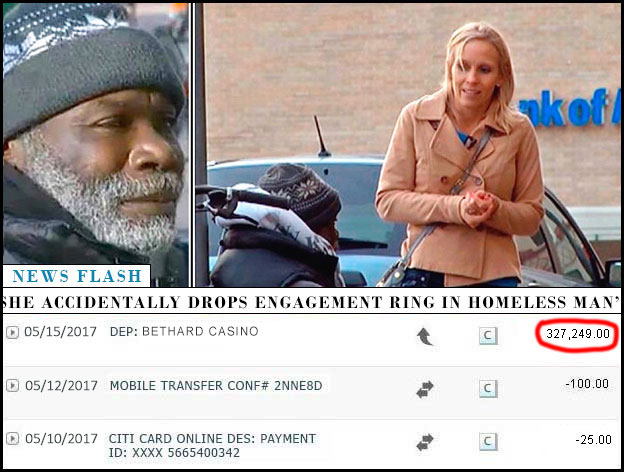 nk of A
NEWS FLASH
SHE ACCIDENTALLY DROPS ENGAGEMENT RING IN HOMELESS MAN'
05/15/2017 DEP: BETHARD CASINO C 327,249.00
05/12/2017 MOBILE TRANSFER CONF# 2NNE8D C -100.00
05/10/2017 CITI CARD ONLINE DES: PAYMENT C -25.00
ID: XXXX 5665400342